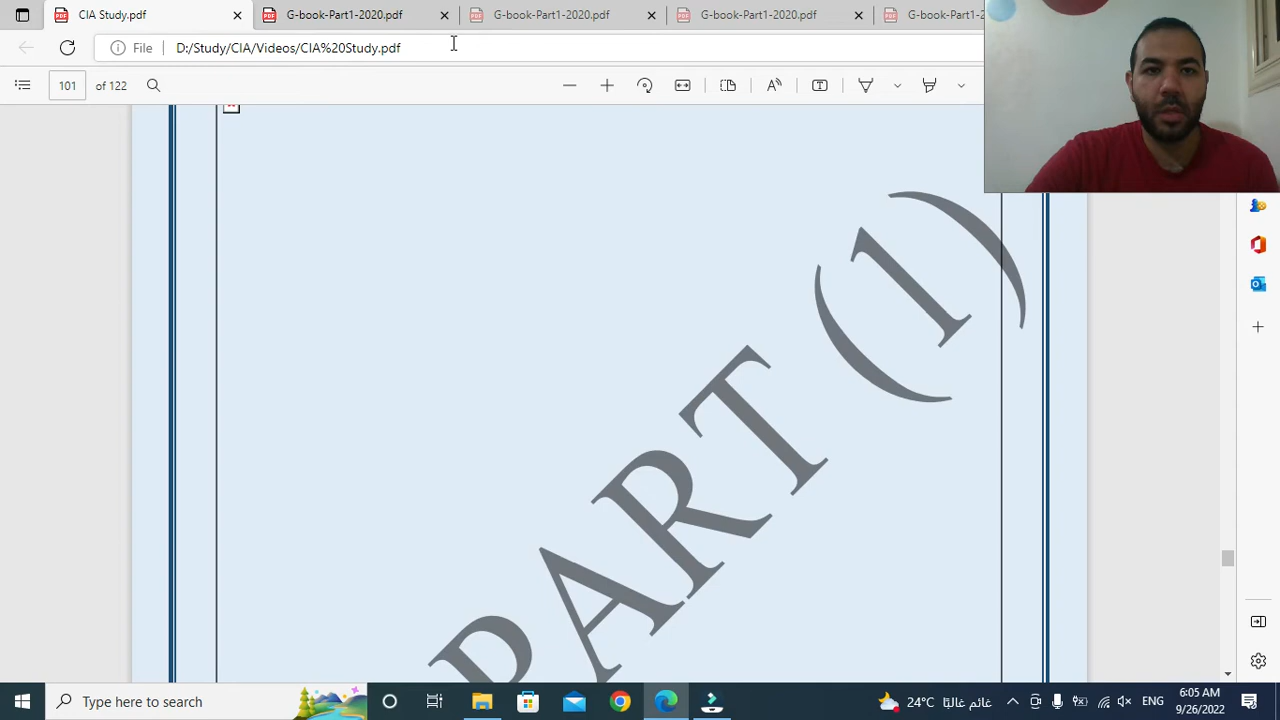 CIA Study.pdf
G-book-Part1-2020.pdf
G-book-Part1-2020.pdf
G-book-Part1-2020.pdf
G-book-Part1-2
File
D:/Study/CIA/Videos/CIA%20Study.pdf
101 of 122
PART (1)
Type here to search
24°C غائم غالبًا
ENG
6:05 AM
9/26/2022